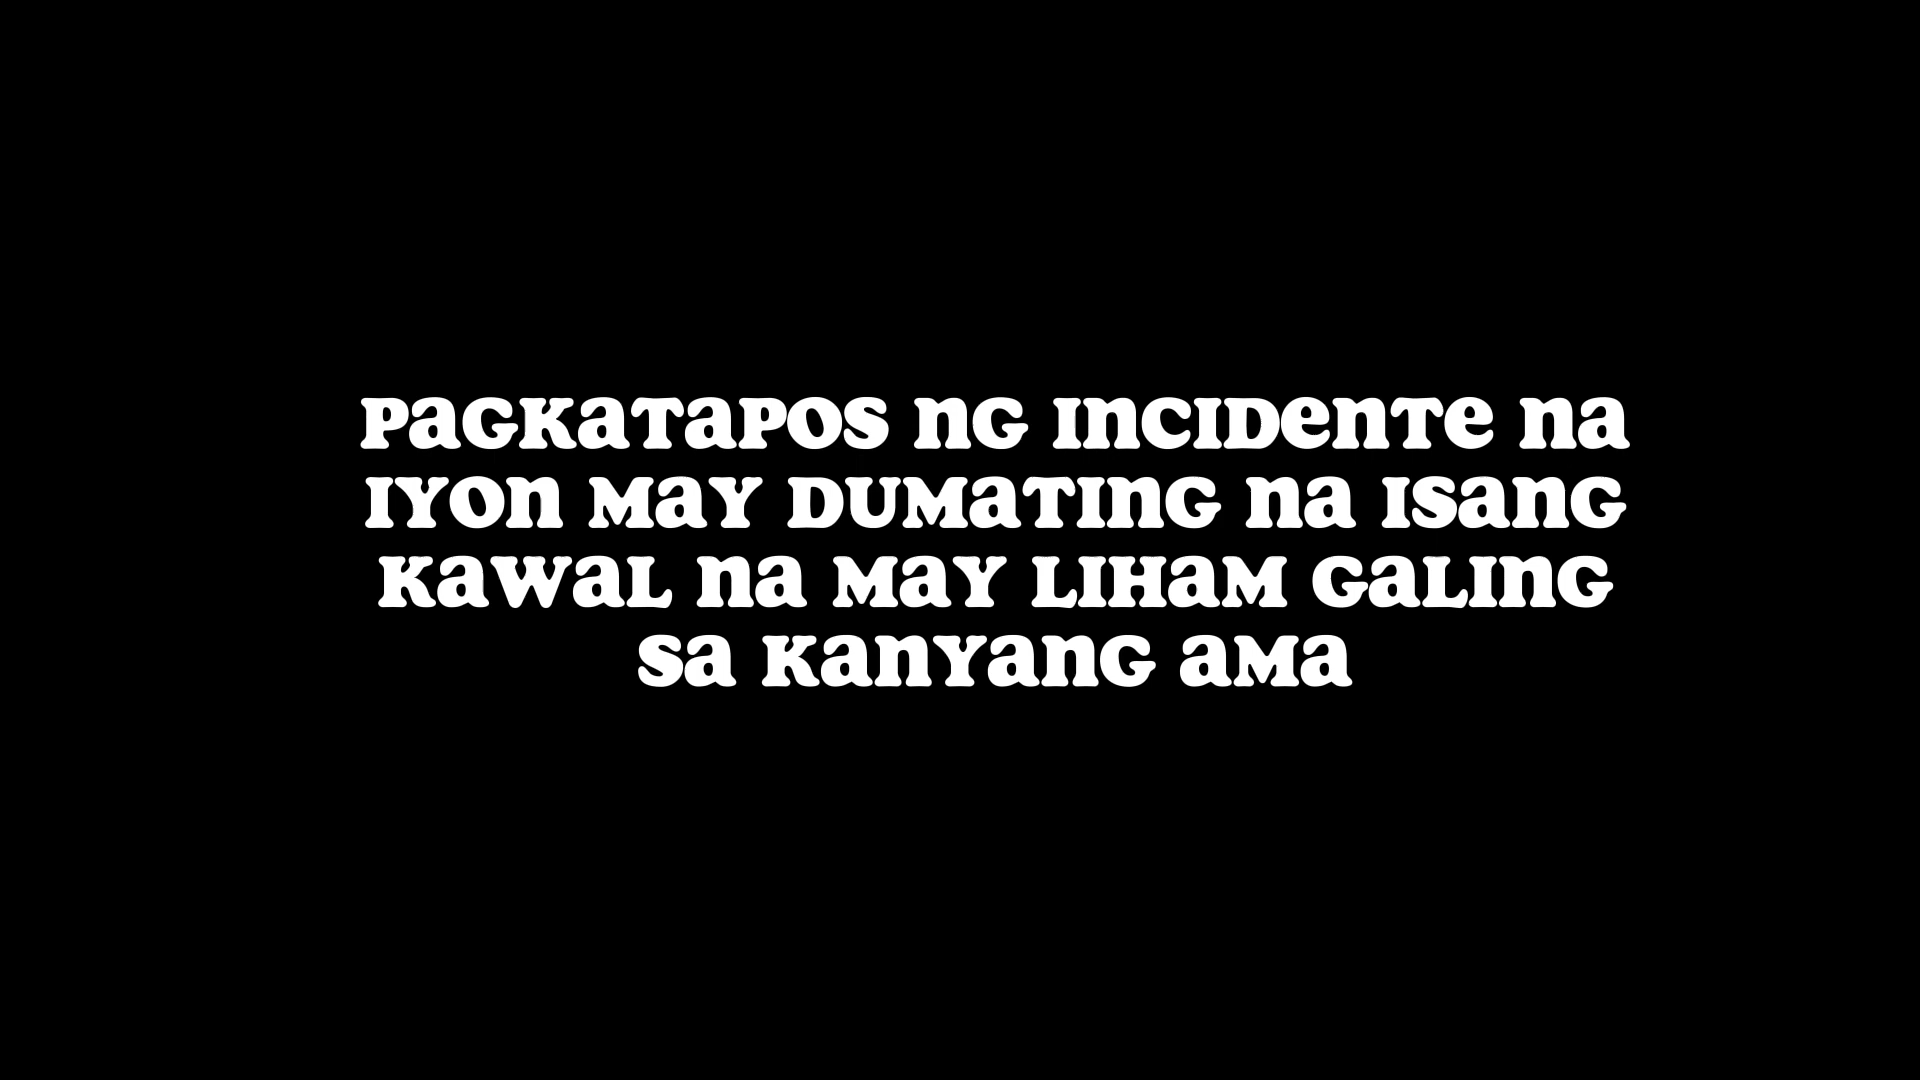 Pagkatapos ng incidente na
iyon may dumating na isang
kawal na may liham galing
sa kanyang ama